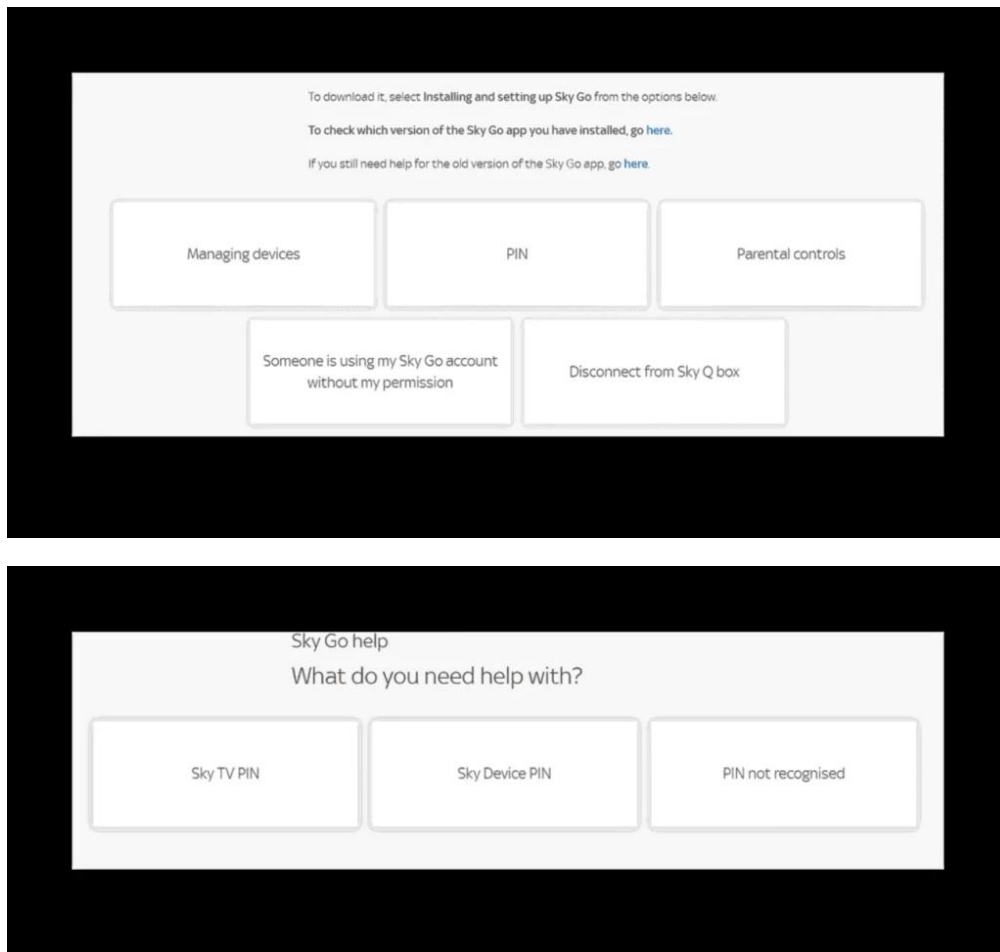 To download it, select Installing and setting up Sky Go from the options below.
To check which version of the Sky Go app you have installed, go here.
If you still need help for the old version of the Sky Go app, go here.
Managing devices
PIN
Parental controls
Someone is using my Sky Go account
without my permission
Disconnect from Sky Q box
Sky Go help
What do you need help with?
Sky TV PIN
Sky Device PIN
PIN not recognised